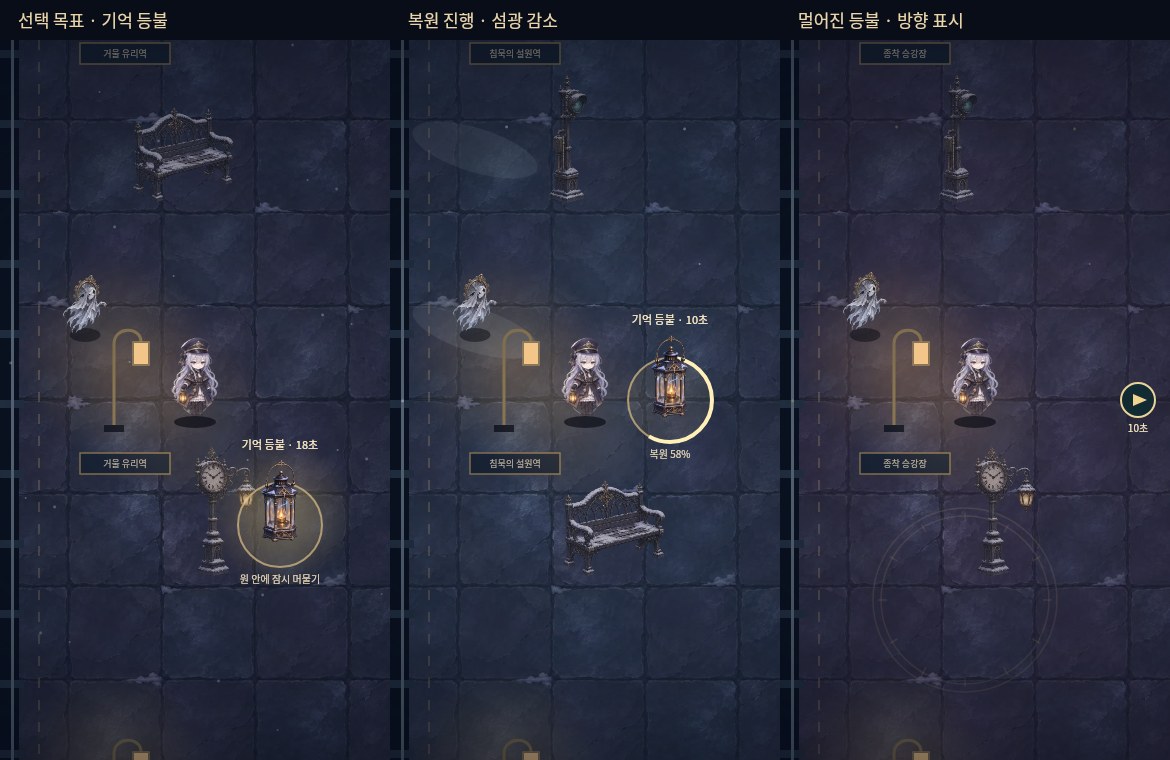 선택 목표 · 기억 등불
거울 유리역
기억 등불 · 18초
거울 유리역
원 안에 잠시 머물기
복원 진행 · 섬광 감소
침묵의 설원역
기억 등불 · 10초
복원 58%
침묵의 설원역
멀어진 등불 · 방향 표시
종착 승강장
10초
종착 승강장